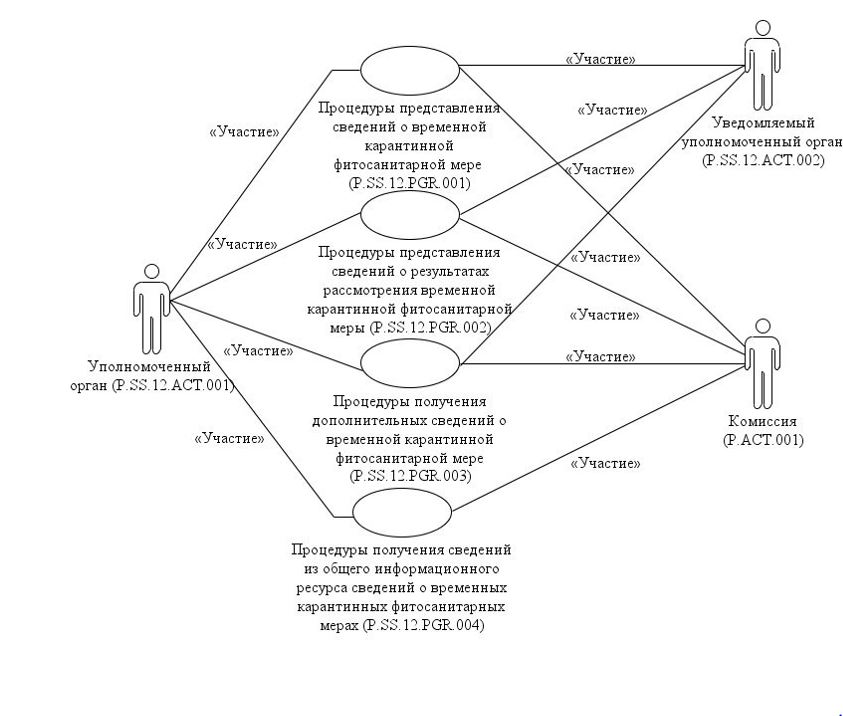 «Участие»
«Участие»
Процедуры представления
сведений о временной
карантинной
фитосанитарной мере
(P.SS.12.PGR.001)
«Участие»
Уведомляемый
уполномоченный орган
(P.SS.12.ACT.002)
«Участие»
«Участие»
«Участие»
Процедуры представления
сведений о результатах
рассмотрения временной
карантинной фитосанитарной
меры (P.SS.12.PGR.002)
«Участие»
«Участие»
«Участие»
«Участие»
Уполномоченный
орган (P.SS.12.ACT.001)
Процедуры получения
дополнительных сведений о
временной карантинной
фитосанитарной мере
(P.SS.12.PGR.003)
Комиссия
(P.ACT.001)
«Участие»
«Участие»
Процедуры получения сведений
из общего информационного
ресурса сведений о временных
карантинных фитосанитарных
мерах (P.SS.12.PGR.004)